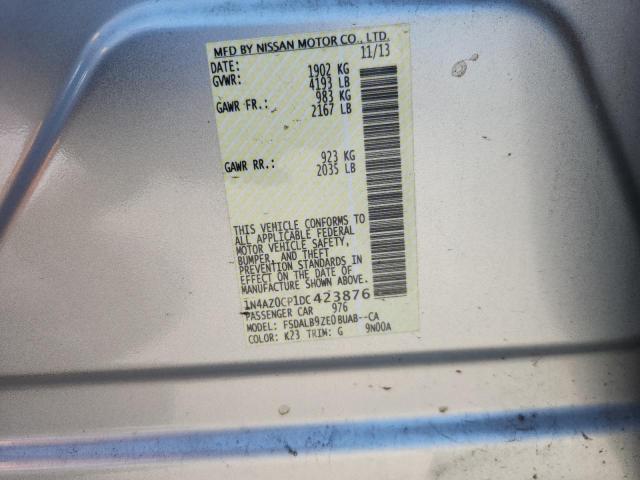 MFD BY NISSAN MOTOR CO., LTD.
DATE: 11/13
GVWR: 1902 KG
4193 LB
GAWR FR.: 983 KG
2167 LB
GAWR RR.: 923 KG
2035 LB
THIS VEHICLE CONFORMS TO
ALL APPLICABLE FEDERAL
MOTOR VEHICLE SAFETY,
BUMPER, AND THEFT
PREVENTION STANDARDS IN
EFFECT ON THE DATE OF
MANUFACTURE SHOWN ABOVE.
1N4AZ0CP1DC423876
PASSENGER CAR 976
MODEL: FSDALB9ZE0BUAB--CA
COLOR: K23 TRIM: G 9N00A